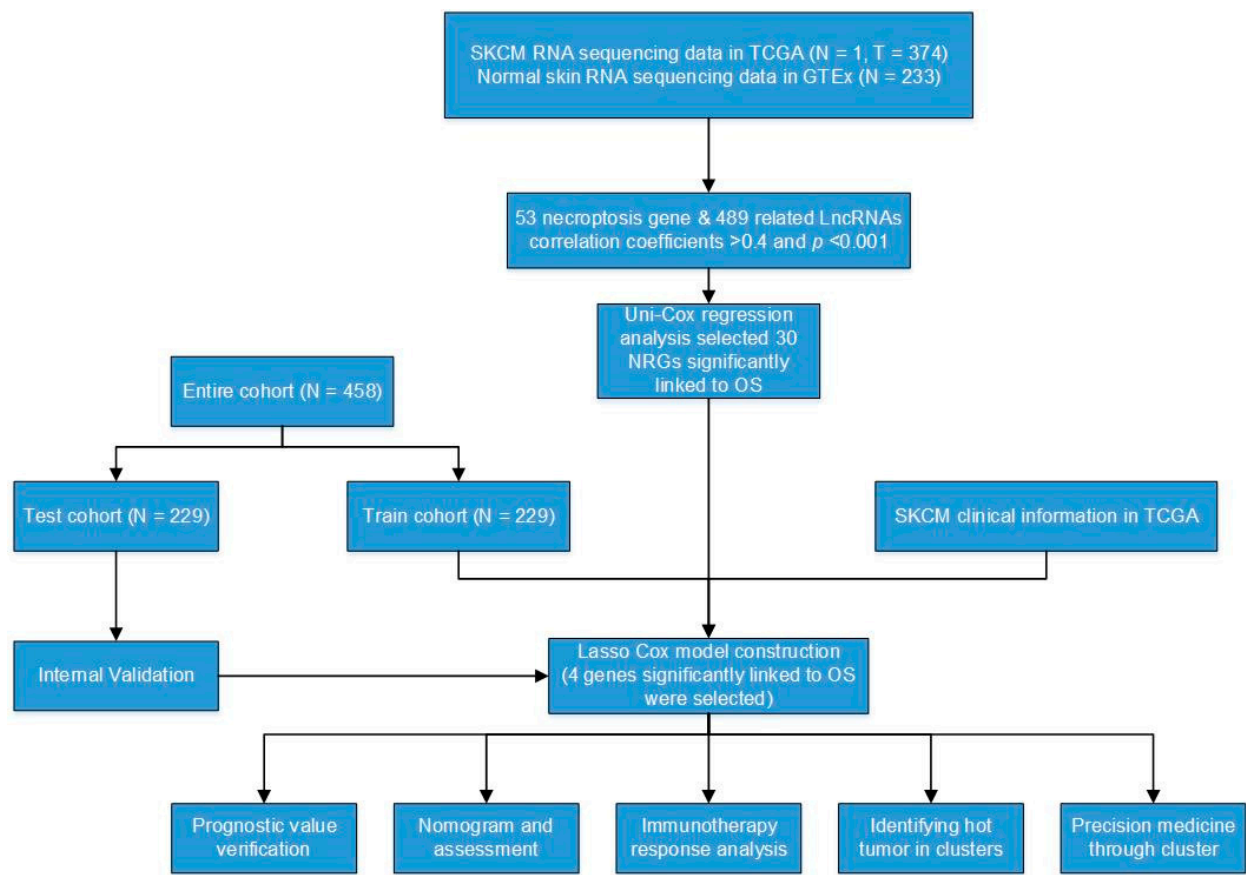 SKCM RNA sequencing data in TCGA (N = 1, T = 374)
Normal skin RNA sequencing data in GTEx (N = 233)
53 necroptosis gene & 489 related LncRNAs
correlation coefficients >0.4 and p <0.001
Uni-Cox regression
analysis selected 30
NRGs significantly
linked to OS
Entire cohort (N = 458)
Test cohort (N = 229)
Train cohort (N = 229)
SKCM clinical information in TCGA
Internal Validation
Lasso Cox model construction
(4 genes significantly linked to OS
were selected)
Prognostic value
verification
Nomogram and
assessment
Immunotherapy
response analysis
Identifying hot
tumor in clusters
Precision medicine
through cluster